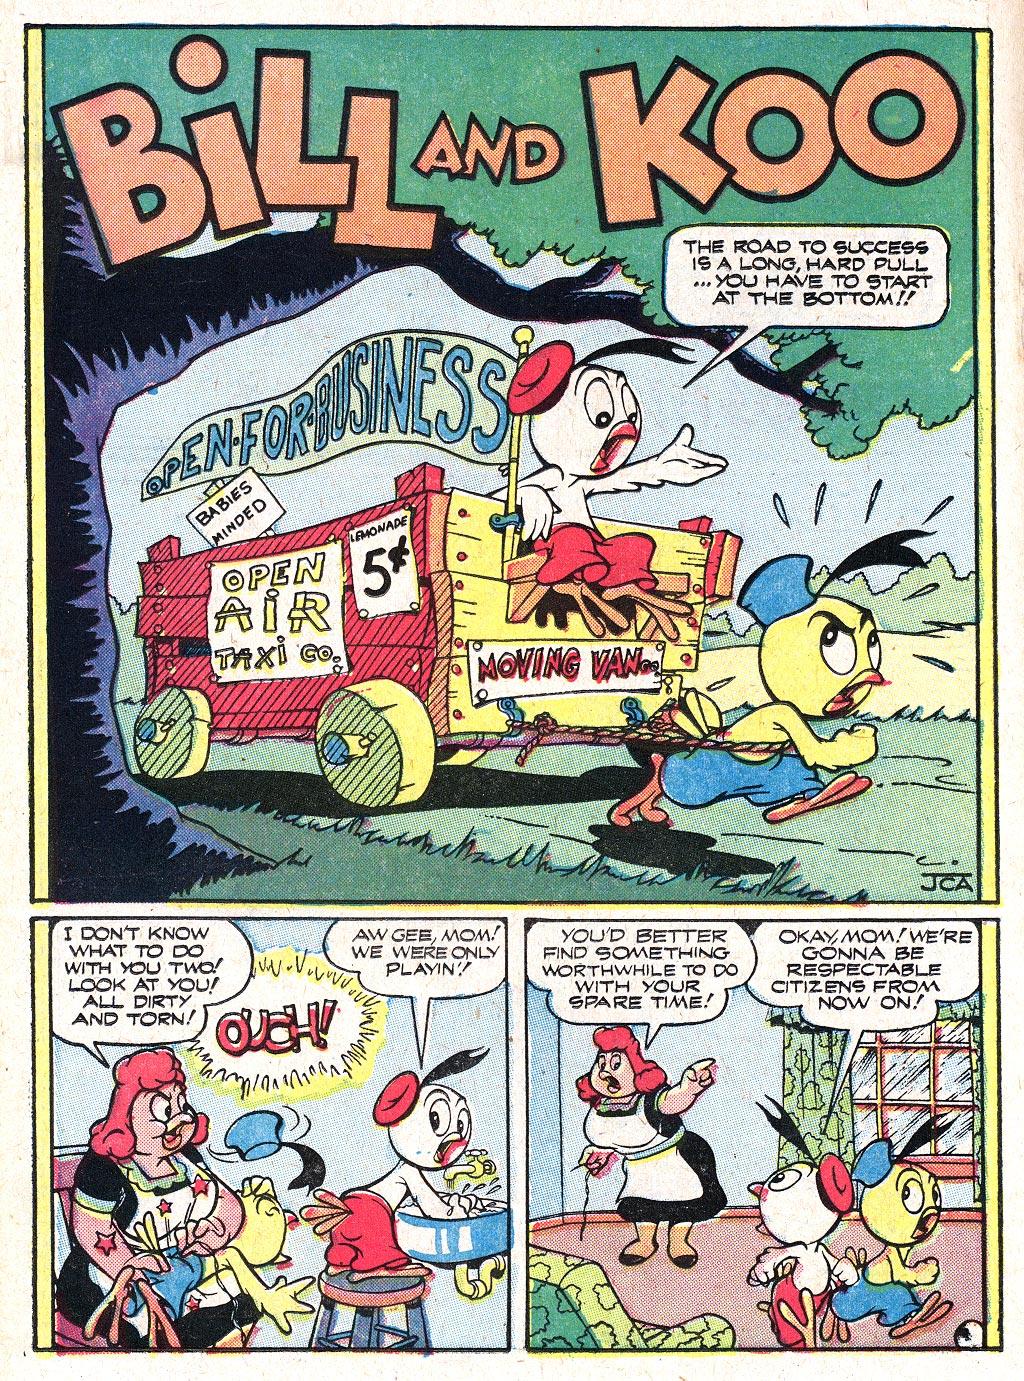 BiLL AND KOO
THE ROAD TO SUCCESS
IS A LONG, HARD PULL
...YOU HAVE TO START
AT THE BOTTOM!!
OPEN-FOR-BUSINESS
BABIES
MINDED
OPEN
AiR
TAXi CO.
LEMONADE
5¢
MOVING VAN CO.
JCA
I DON'T KNOW
WHAT TO DO
WITH YOU TWO!
LOOK AT YOU!
ALL DIRTY
AND TORN!
OUCH!
AW GEE, MOM!
WE WERE ONLY
PLAYIN'!
YOU'D BETTER
FIND SOMETHING
WORTHWHILE TO DO
WITH YOUR
SPARE TIME!
OKAY, MOM! WE'RE
GONNA BE
RESPECTABLE
CITIZENS FROM
NOW ON!